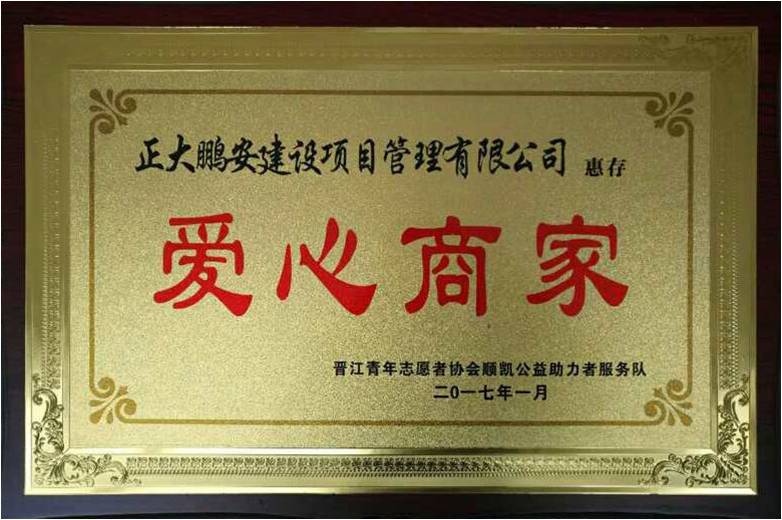 正大鹏安建设项目管理有限公司 惠存
爱心商家
晋江青年志愿者协会顺凯公益助力者服务队
二0一七年一月